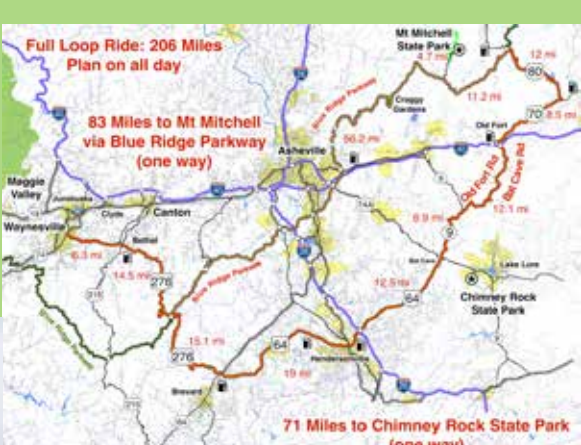 Full Loop Ride: 206 Miles
Plan on all day
83 Miles to Mt Mitchell
via Blue Ridge Parkway
(one way)
Mt Mitchell
State Park
4.7 mi
12 mi
80
Blue Ridge Parkway
Craggy
Gardens
11.2 mi
70
8.5 mi
Old Fort
56.2 mi
Asheville
Old Fort Rd
Bat Cave Rd
Maggie
Valley
Clyde
Canton
Waynesville
12.1 mi
9
Bethel
6.3 mi
14.5 mi
276
Blue Ridge Parkway
Bat Cave
Lake Lure
Chimney Rock
State Park
12.5 mi
64
Blue Ridge Parkway
15.1 mi
276
64
Hendersonville
19 mi
Brevard
71 Miles to Chimney Rock State Park
(one way)